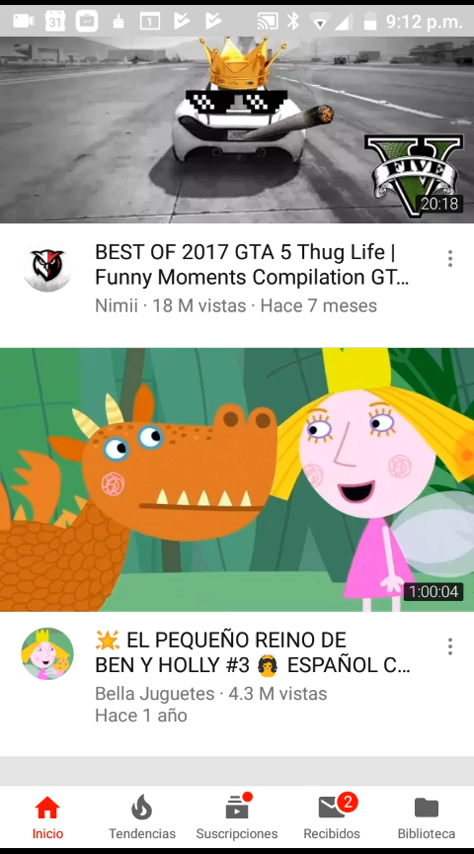 31
1
9:12 p.m.
FIVE
20:18
BEST OF 2017 GTA 5 Thug Life |
Funny Moments Compilation GT...
Nimii · 18 M vistas · Hace 7 meses
1:00:04
🌟 EL PEQUEÑO REINO DE
BEN Y HOLLY #3 👸 ESPAÑOL C...
Bella Juguetes · 4.3 M vistas
Hace 1 año
2
Inicio
Tendencias
Suscripciones
Recibidos
Biblioteca